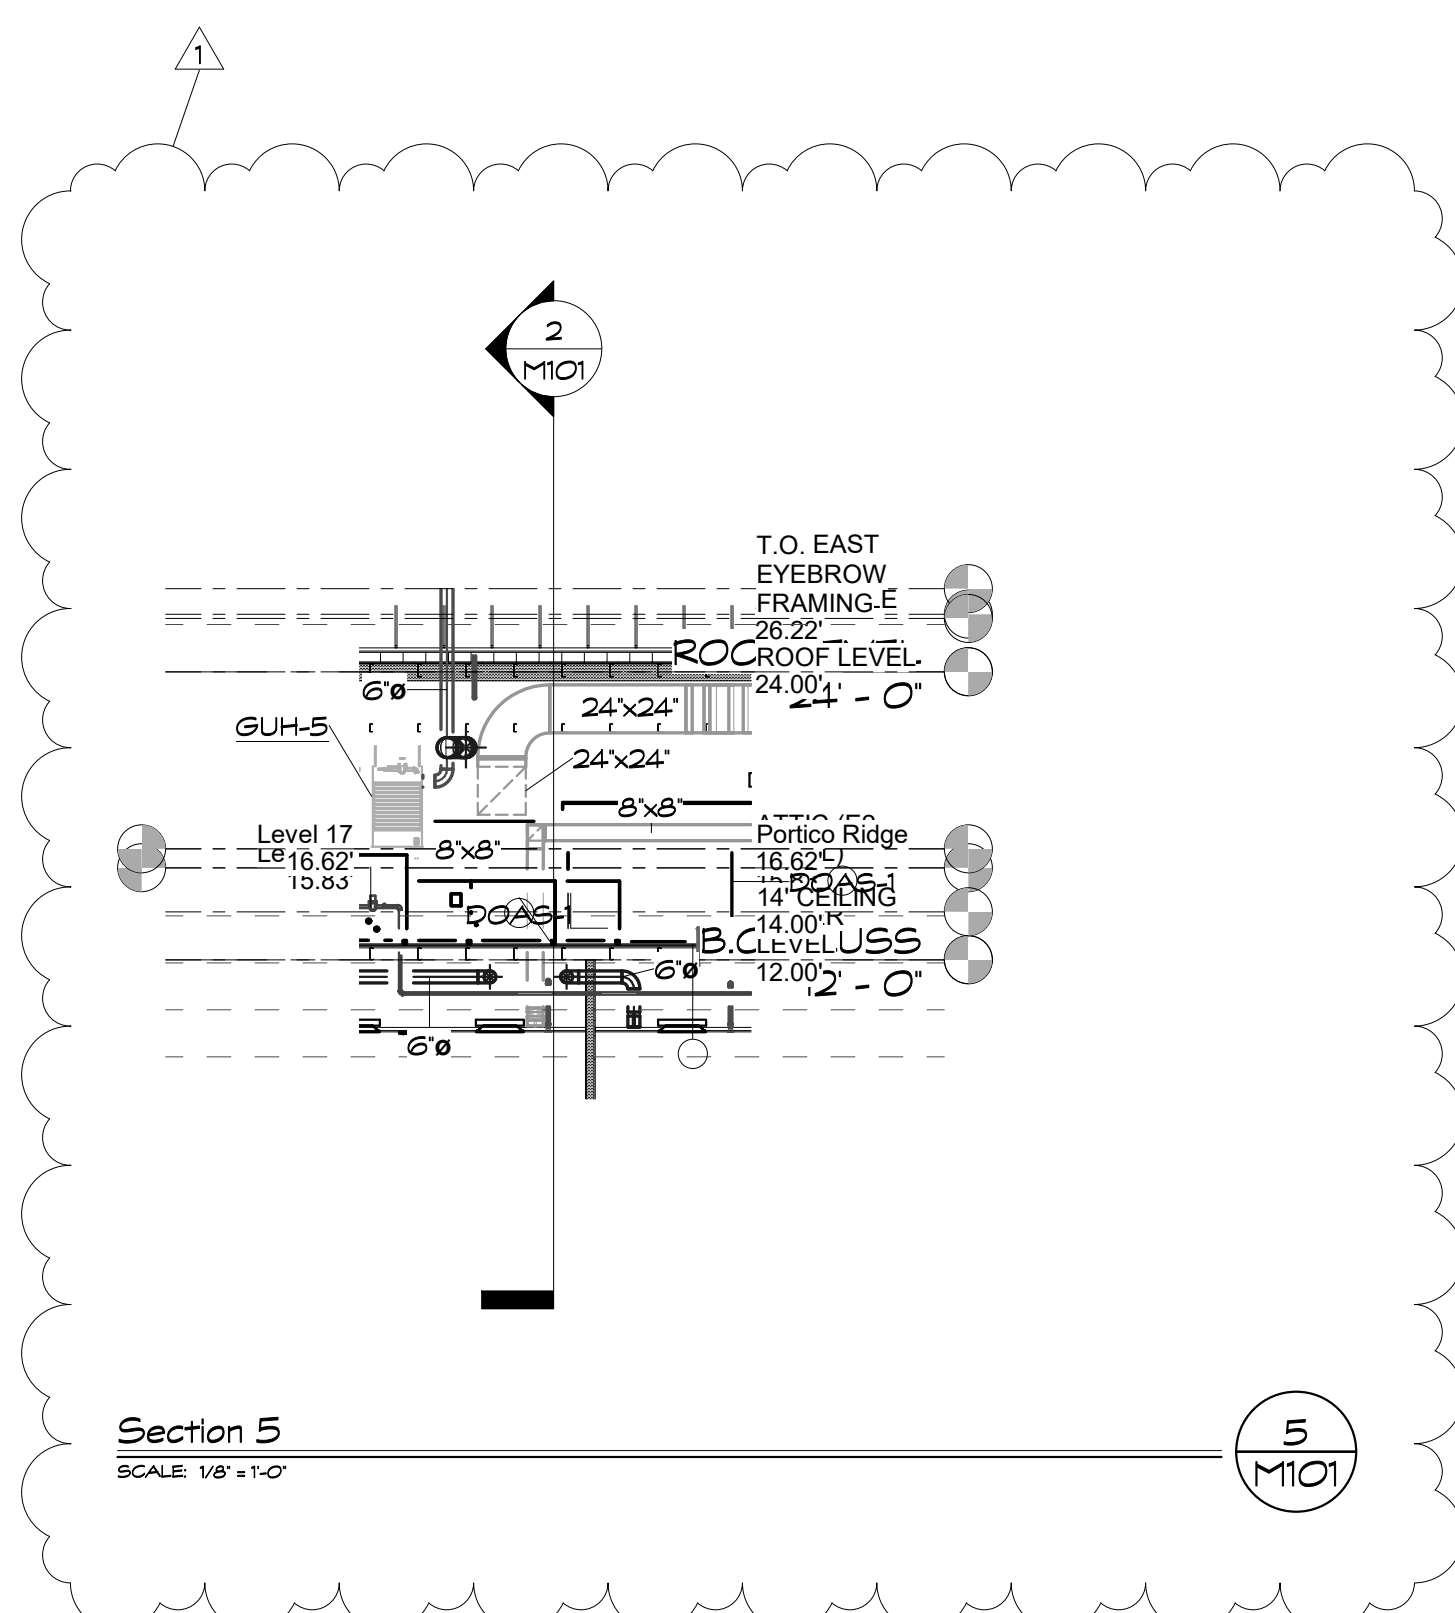 1
2
M101
T.O. EAST
EYEBROW
FRAMING-E
26.22'
ROOF LEVEL
24.00'
24' - 0"
6"ø
24"x24"
GUH-5
24"x24"
8"x8"
Level 17
16.62'
15.83'
8"x8"
Portico Ridge
16.62'
DOAS-1
14' CEILING
14.00'
DOAS-1
LEVEL
12.00'
12' - 0"
6"ø
6"ø
Section 5
SCALE: 1/8" = 1'-0"
5
M101